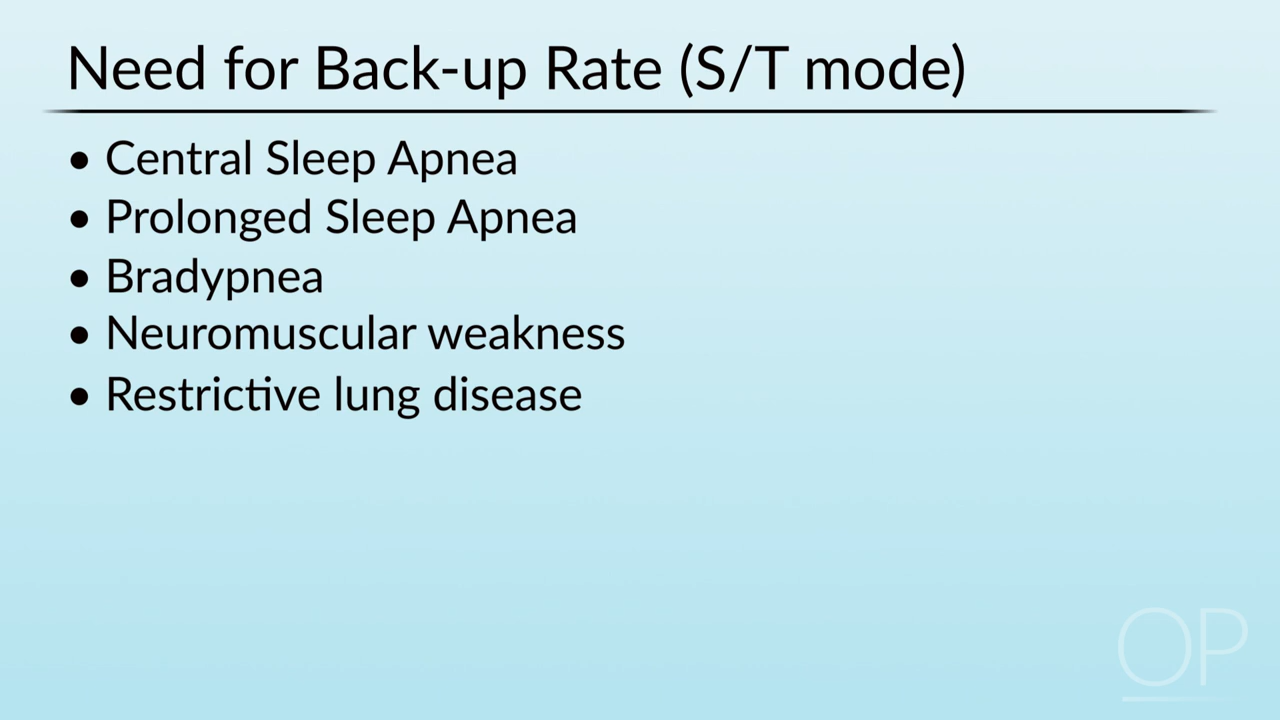 Need for Back-up Rate (S/T mode)
• Central Sleep Apnea
• Prolonged Sleep Apnea
• Bradypnea
• Neuromuscular weakness
• Restrictive lung disease
OP